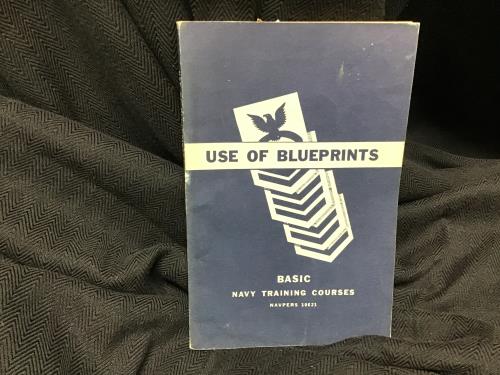 USE OF BLUEPRINTS
BASIC
NAVY TRAINING COURSES
NAVPERS 10621